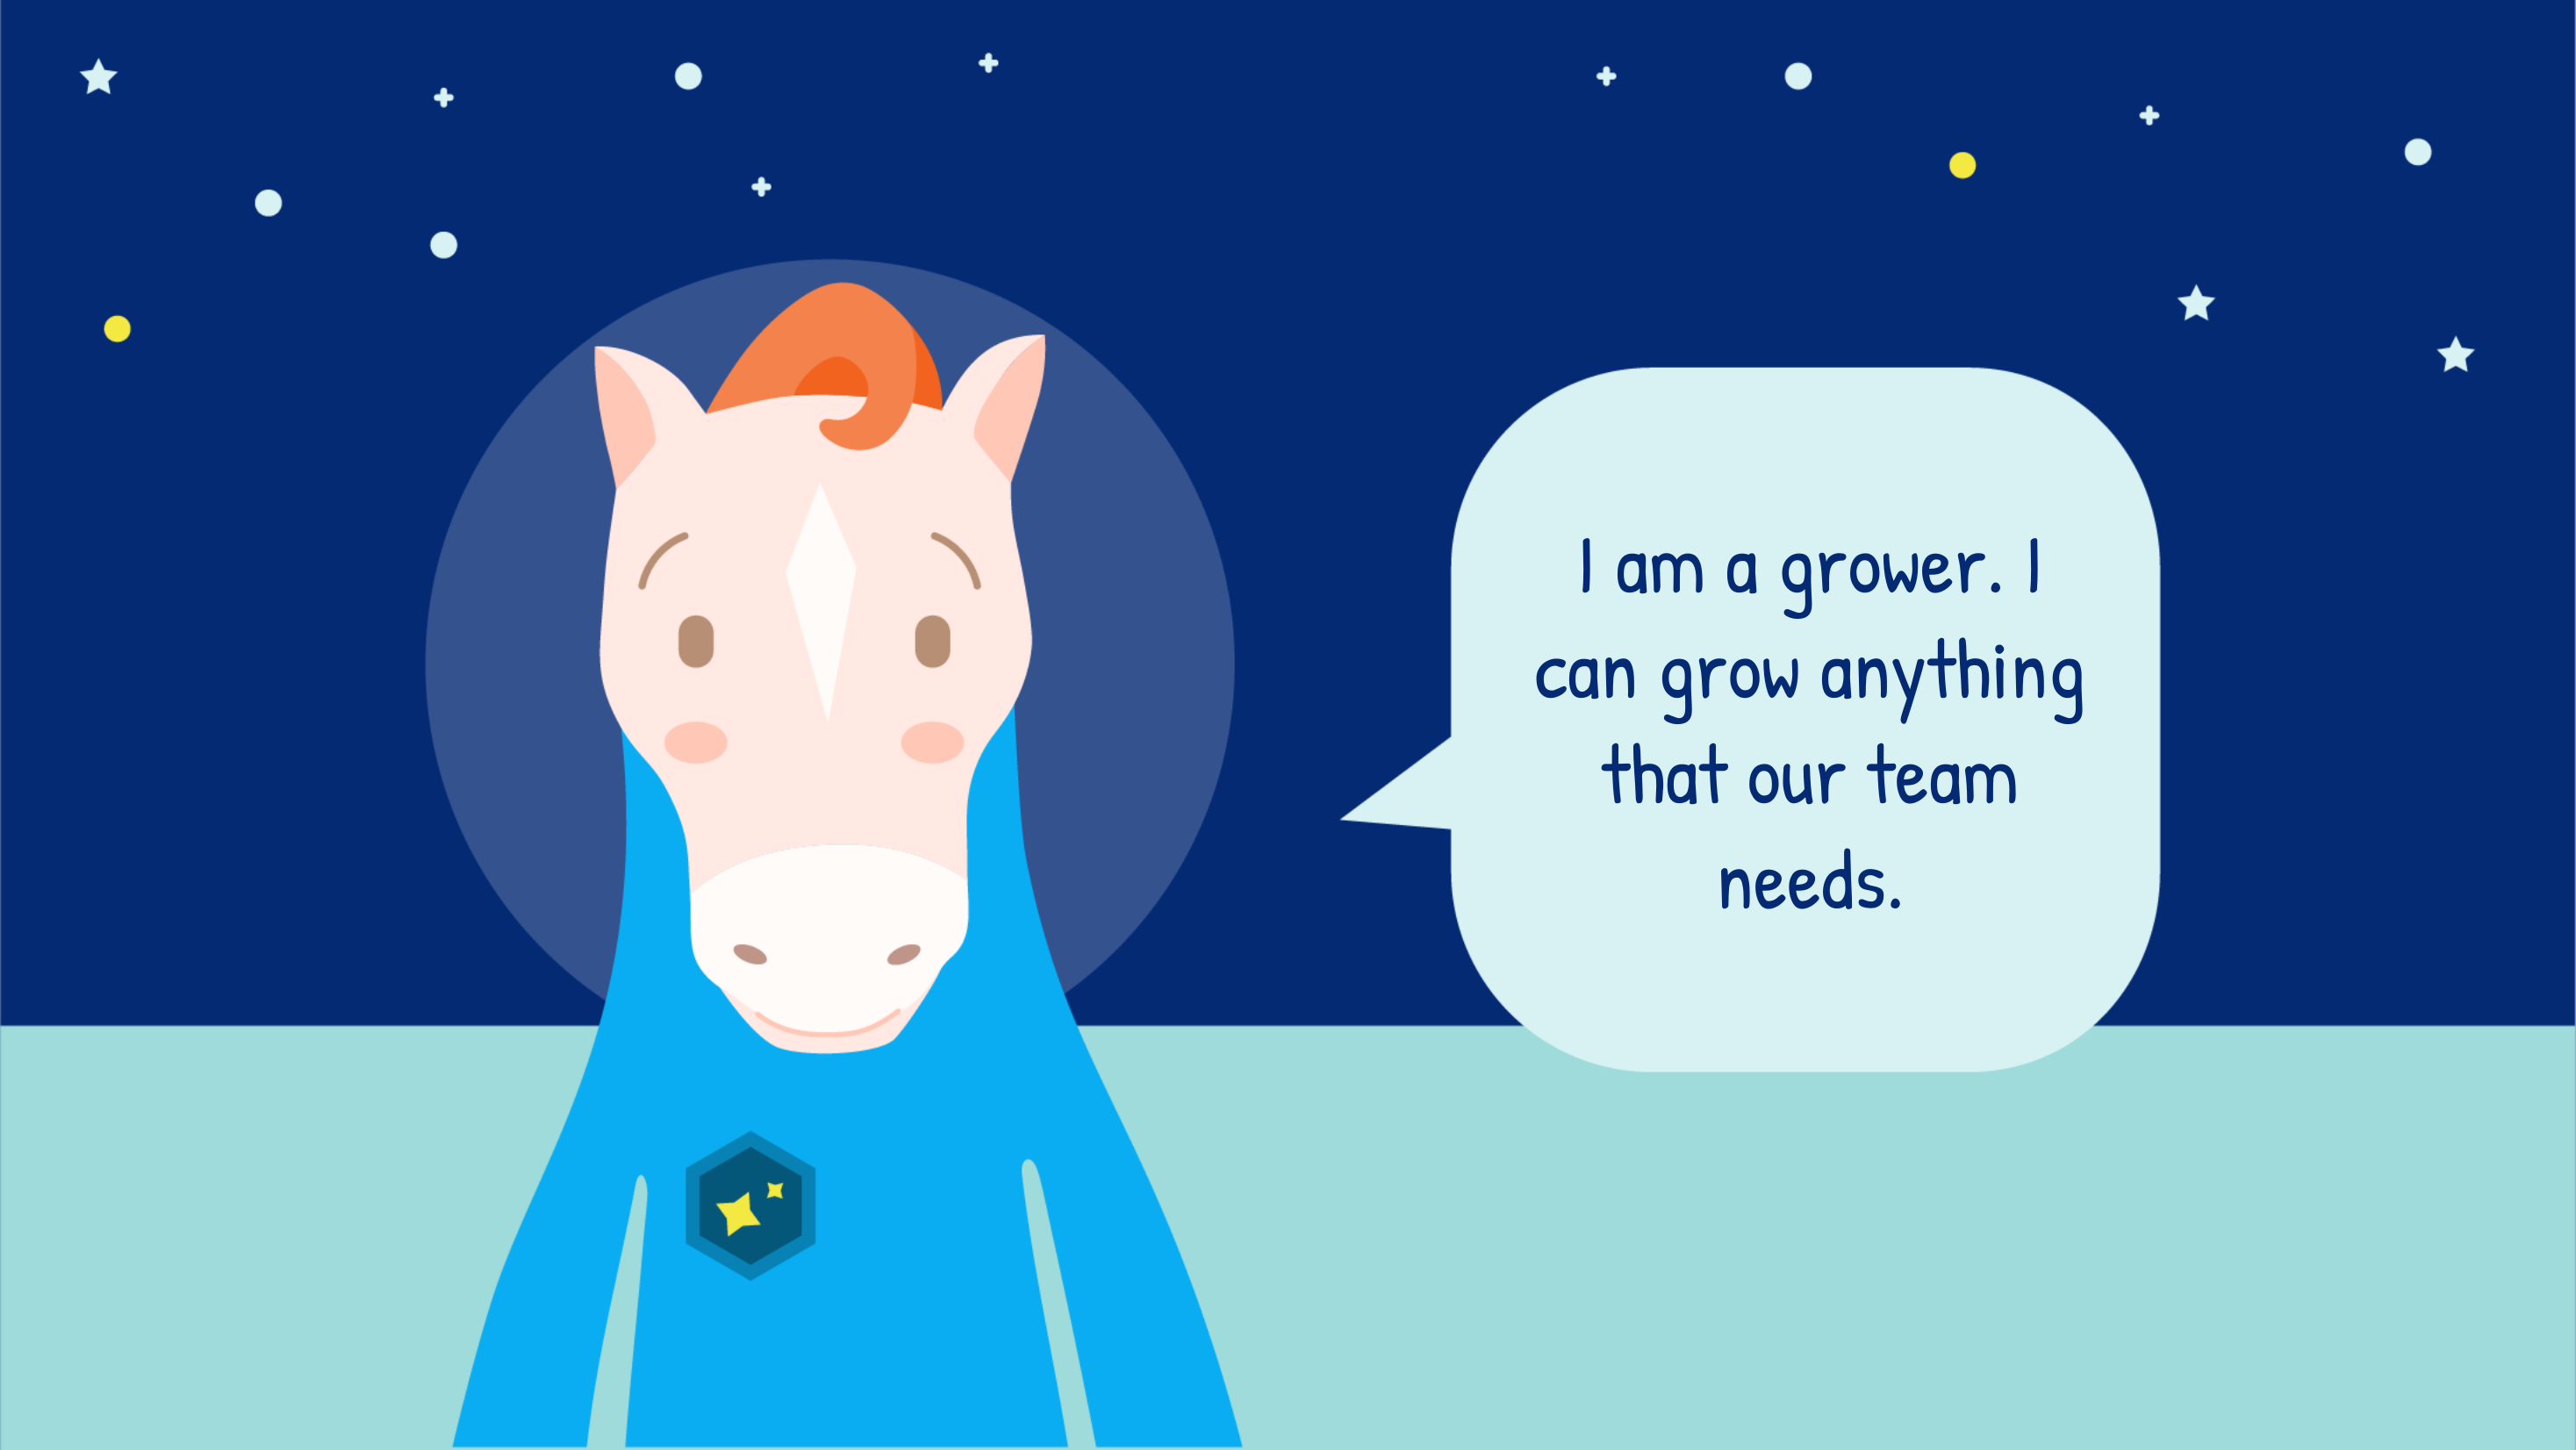 I am a grower. I
can grow anything
that our team
needs.